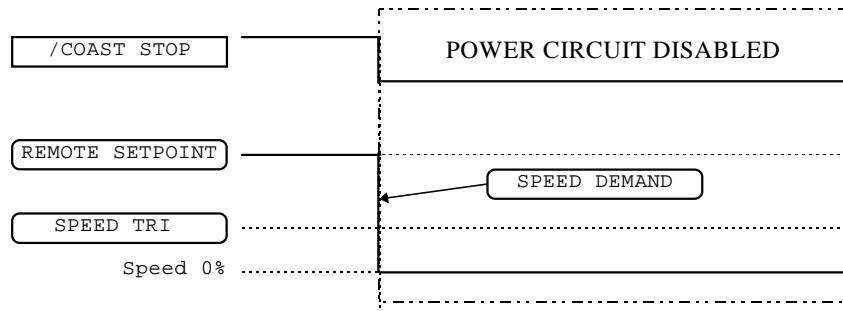 /COAST STOP
POWER CIRCUIT DISABLED
REMOTE SETPOINT
SPEED DEMAND
SPEED TRI
Speed 0%